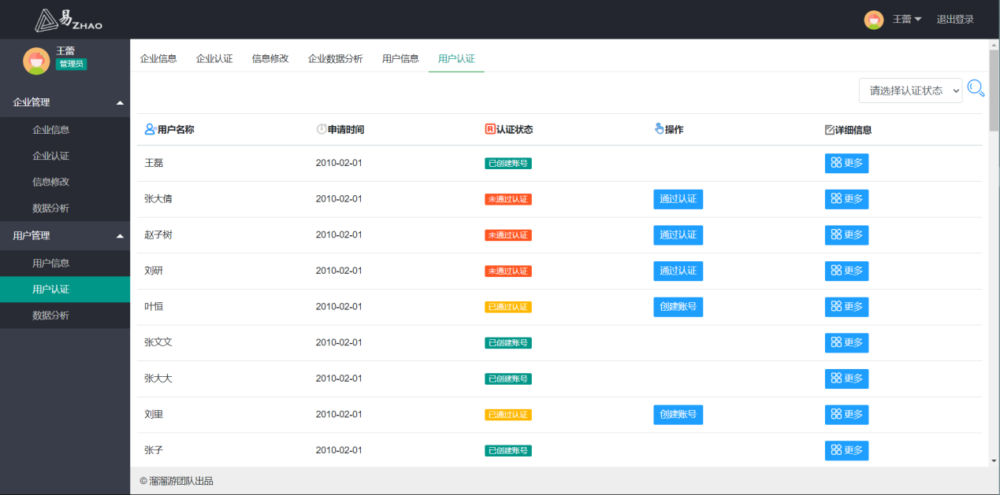 易ZHAO
王蕾
退出登录
王蕾
管理员
企业管理
企业信息
企业认证
信息修改
数据分析
用户管理
用户信息
用户认证
数据分析
企业信息 企业认证 信息修改 企业数据分析 用户信息 用户认证
请选择认证状态
用户名称 申请时间 R认证状态 操作 详细信息
王磊 2010-02-01 已创建账号 更多
张大倩 2010-02-01 未通过认证 通过认证 更多
赵子树 2010-02-01 未通过认证 通过认证 更多
刘研 2010-02-01 未通过认证 通过认证 更多
叶恒 2010-02-01 已通过认证 创建账号 更多
张文文 2010-02-01 已创建账号 更多
张大大 2010-02-01 已创建账号 更多
刘里 2010-02-01 已通过认证 创建账号 更多
张子 2010-02-01 已创建账号 更多
© 溜溜游团队出品